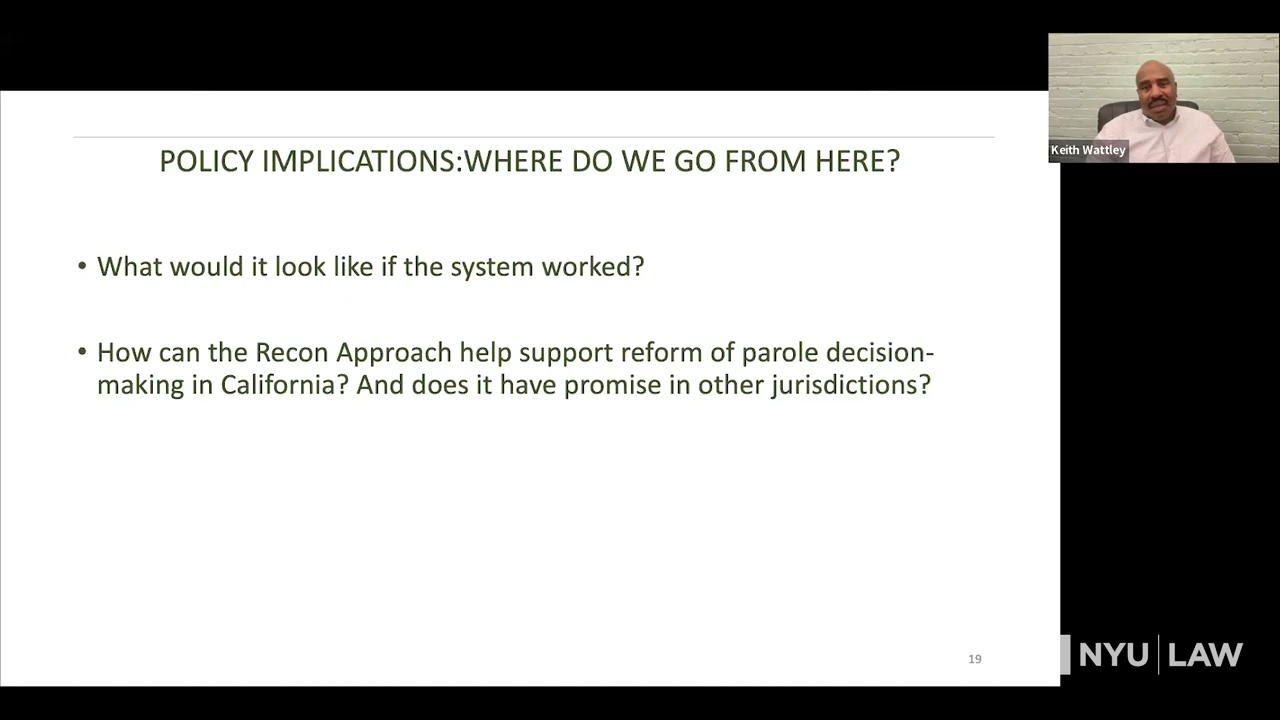 POLICY IMPLICATIONS:WHERE DO WE GO FROM HERE?
• What would it look like if the system worked?
• How can the Recon Approach help support reform of parole decision-
making in California? And does it have promise in other jurisdictions?
19
Keith Wattley
NYU LAW